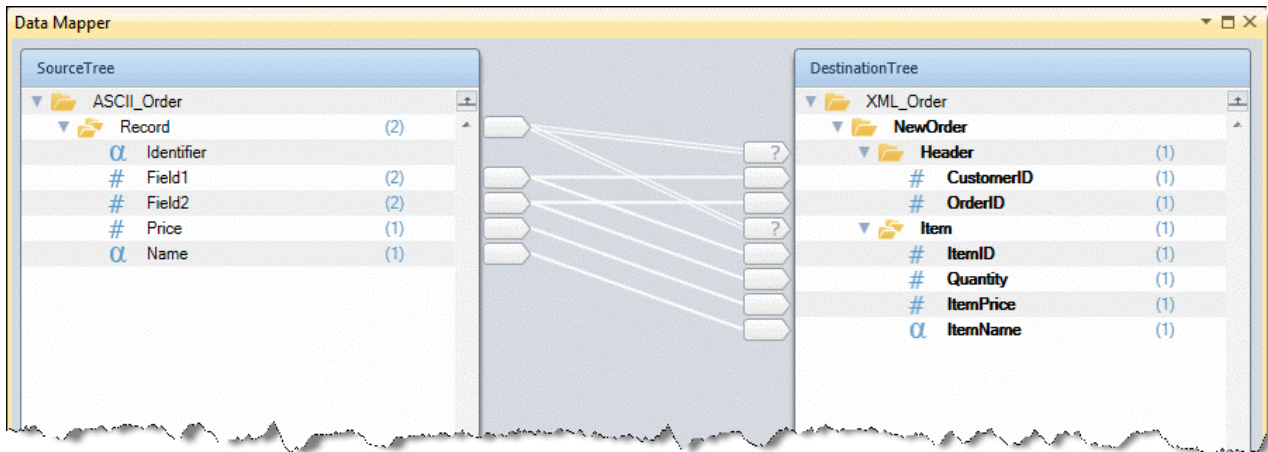 Data Mapper
SourceTree
ASCII_Order
Record (2)
α Identifier
# Field1 (2)
# Field2 (2)
# Price (1)
α Name (1)
?
?
DestinationTree
XML_Order
NewOrder
Header (1)
# CustomerID (1)
# OrderID (1)
Item (1)
# ItemID (1)
# Quantity (1)
# ItemPrice (1)
α ItemName (1)